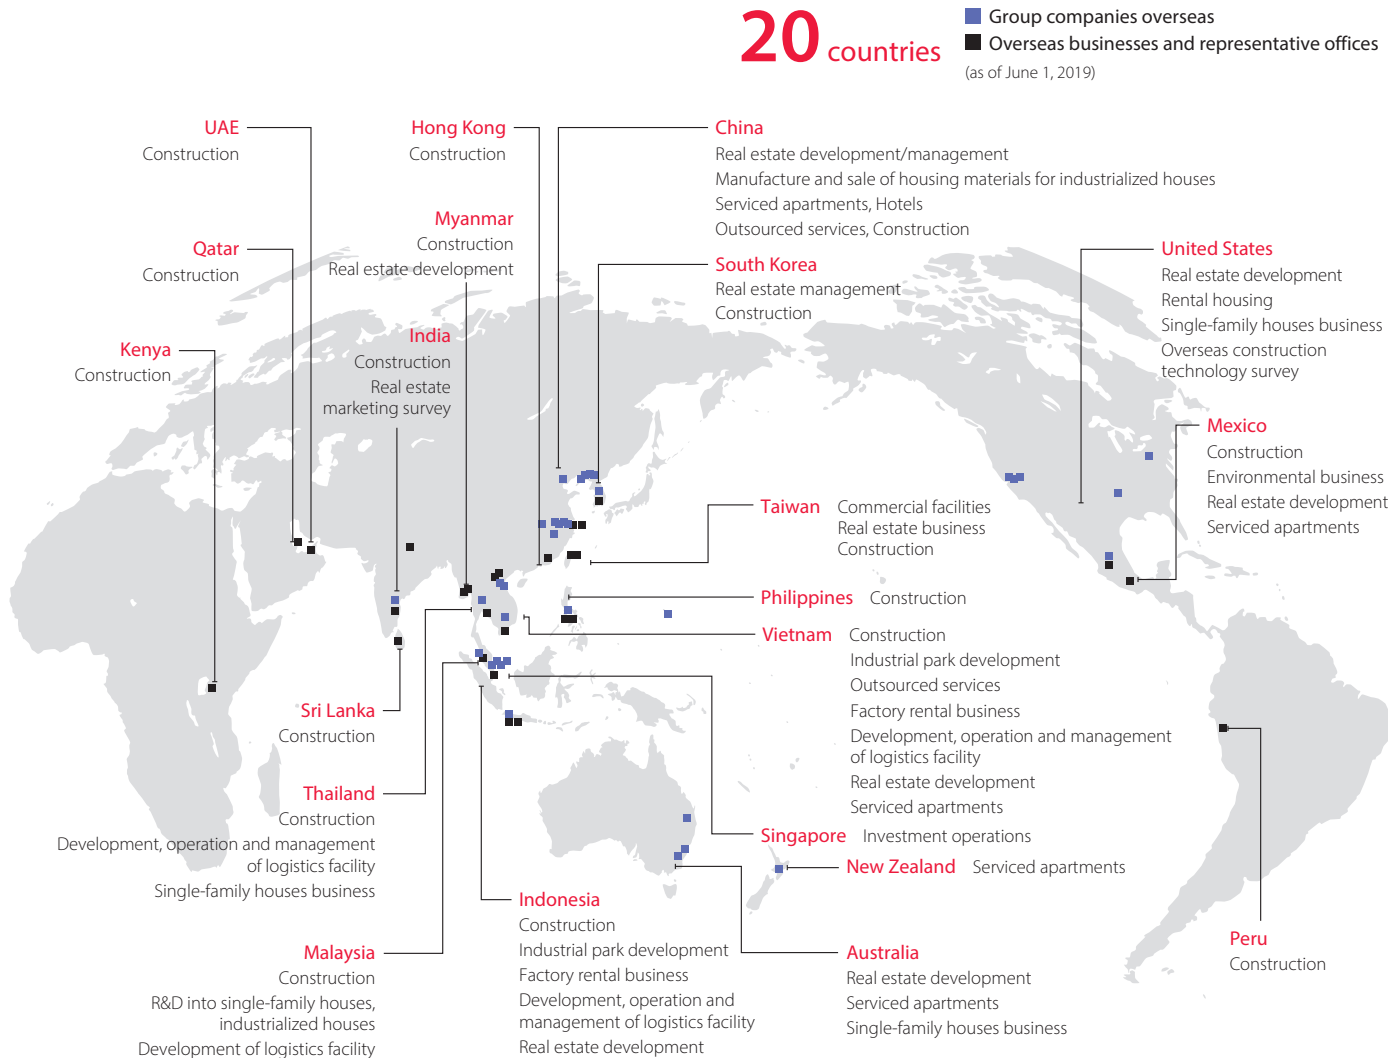 20 countries
Group companies overseas
Overseas businesses and representative offices
(as of June 1, 2019)
UAE
Construction
Hong Kong
Construction
China
Real estate development/management
Manufacture and sale of housing materials for industrialized houses
Serviced apartments, Hotels
Outsourced services, Construction
Myanmar
Construction
Real estate development
Qatar
Construction
South Korea
Real estate management
Construction
United States
Real estate development
Rental housing
Single-family houses business
Overseas construction
technology survey
India
Construction
Real estate
marketing survey
Kenya
Construction
Mexico
Construction
Environmental business
Real estate development
Serviced apartments
Taiwan
Commercial facilities
Real estate business
Construction
Philippines
Construction
Vietnam
Construction
Industrial park development
Outsourced services
Factory rental business
Development, operation and management
of logistics facility
Real estate development
Serviced apartments
Sri Lanka
Construction
Thailand
Construction
Development, operation and management
of logistics facility
Single-family houses business
Singapore
Investment operations
New Zealand
Serviced apartments
Indonesia
Construction
Industrial park development
Factory rental business
Development, operation and
management of logistics facility
Real estate development
Malaysia
Construction
R&D into single-family houses,
industrialized houses
Development of logistics facility
Australia
Real estate development
Serviced apartments
Single-family houses business
Peru
Construction